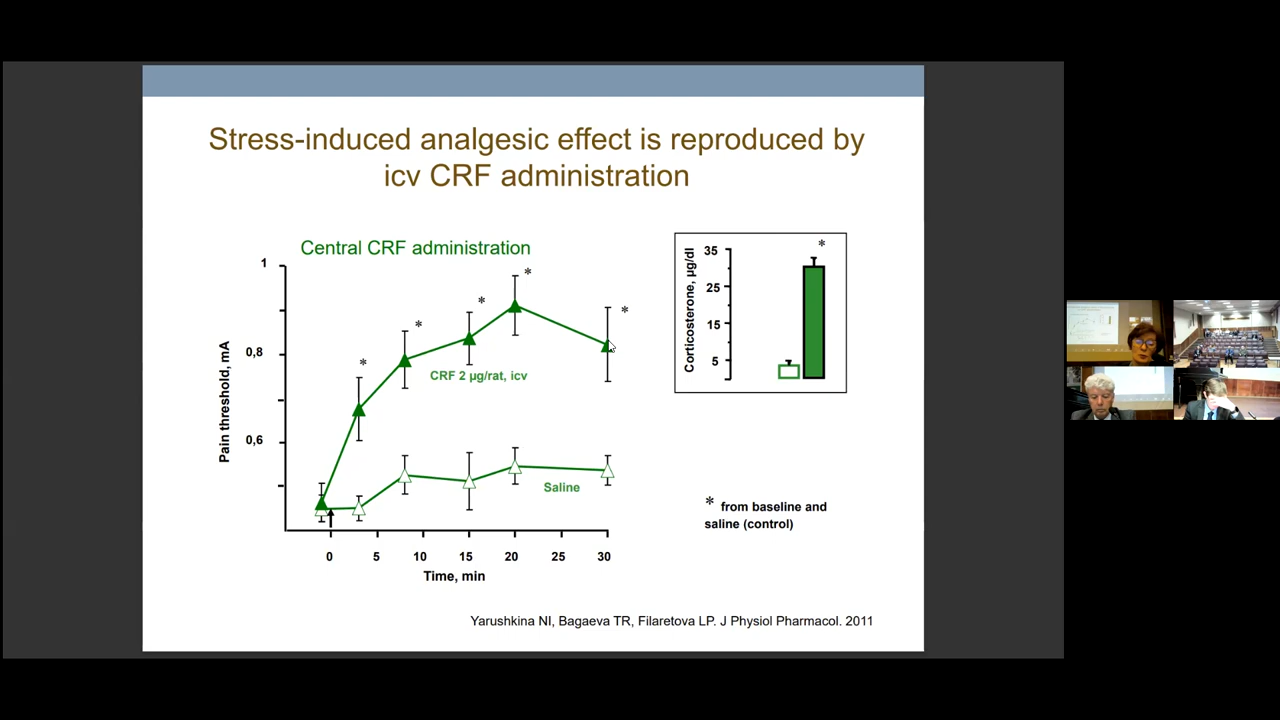 Stress-induced analgesic effect is reproduced by
icv CRF administration
Central CRF administration
1
0,8
0,6
Pain threshold, mA
*
*
*
*
*
CRF 2 µg/rat, icv
Saline
0 5 10 15 20 25 30
Time, min
Corticosterone, µg/dl
35
25
15
5
*
* from baseline and
saline (control)
Yarushkina NI, Bagaeva TR, Filaretova LP. J Physiol Pharmacol. 2011